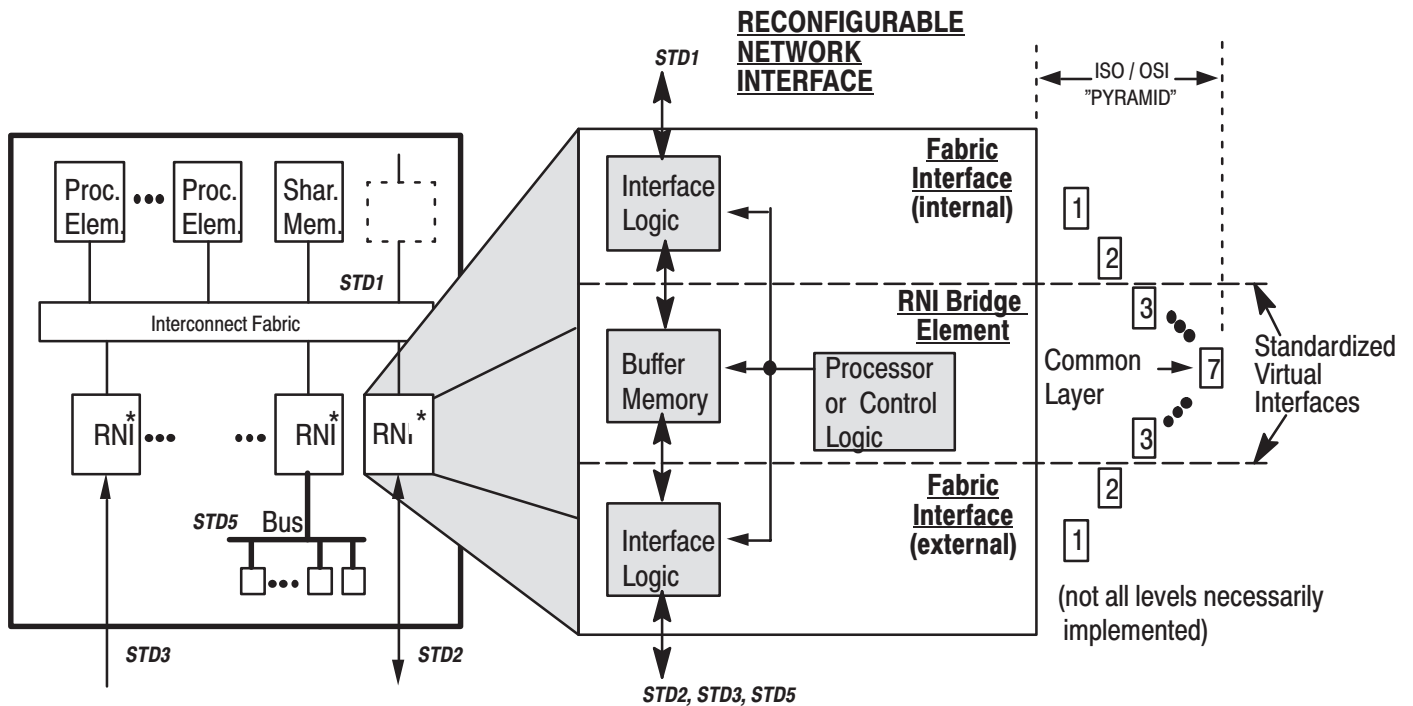 RECONFIGURABLE
NETWORK
INTERFACE
STD1
ISO / OSI
"PYRAMID"
Proc.
Elem.
Proc.
Elem.
Shar.
Mem.
STD1
Interconnect Fabric
RNI*
RNI*
RNI*
STD5
Bus
STD3
STD2
Interface
Logic
Fabric
Interface
(internal)
RNI Bridge
Element
Buffer
Memory
Processor
or Control
Logic
Interface
Logic
Fabric
Interface
(external)
STD2, STD3, STD5
1
2
3
Common
Layer
7
3
2
1
Standardized
Virtual
Interfaces
(not all levels necessarily
implemented)